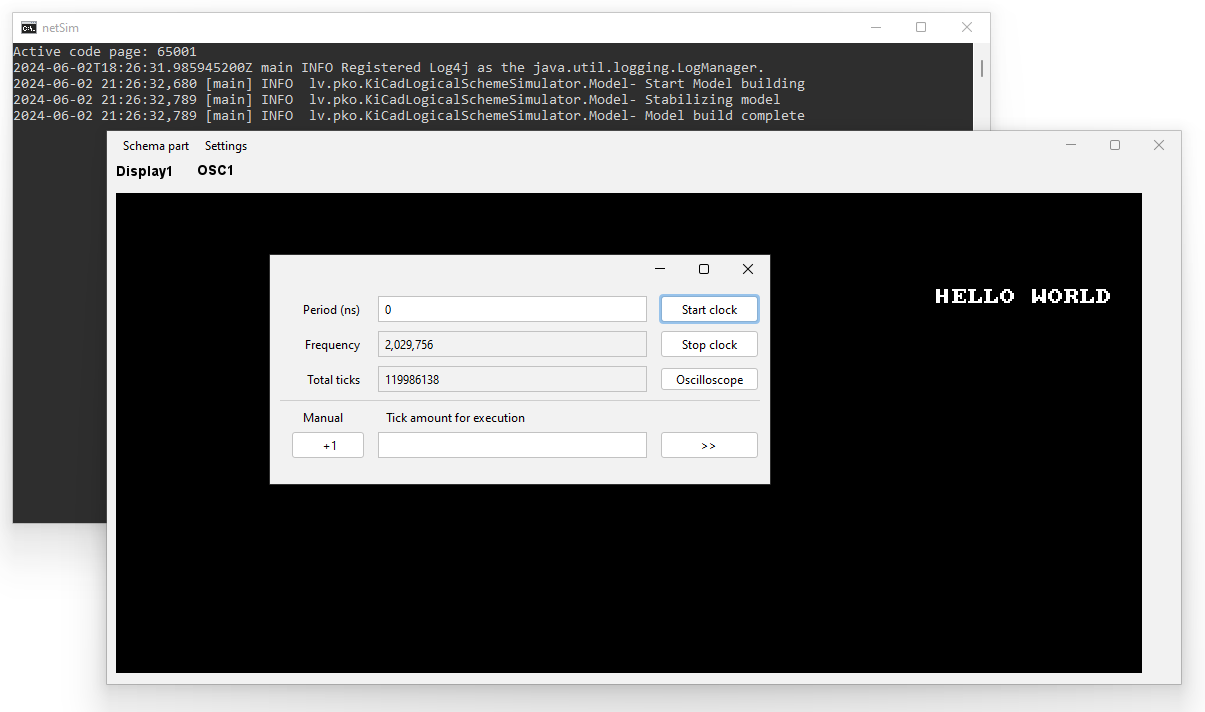 netSim
Active code page: 65001
2024-06-02T18:26:31.985945200Z main INFO Registered Log4j as the java.util.logging.LogManager.
2024-06-02 21:26:32,680 [main] INFO  lv.pko.KiCadLogicalSchemeSimulator.Model- Start Model building
2024-06-02 21:26:32,789 [main] INFO  lv.pko.KiCadLogicalSchemeSimulator.Model- Stabilizing model
2024-06-02 21:26:32,789 [main] INFO  lv.pko.KiCadLogicalSchemeSimulator.Model- Model build complete
Schema part Settings
Display1 OSC1
HELLO WORLD
Period (ns) 0 Start clock
Frequency 2,029,756 Stop clock
Total ticks 119986138 Oscilloscope
Manual Tick amount for execution
+1 >>